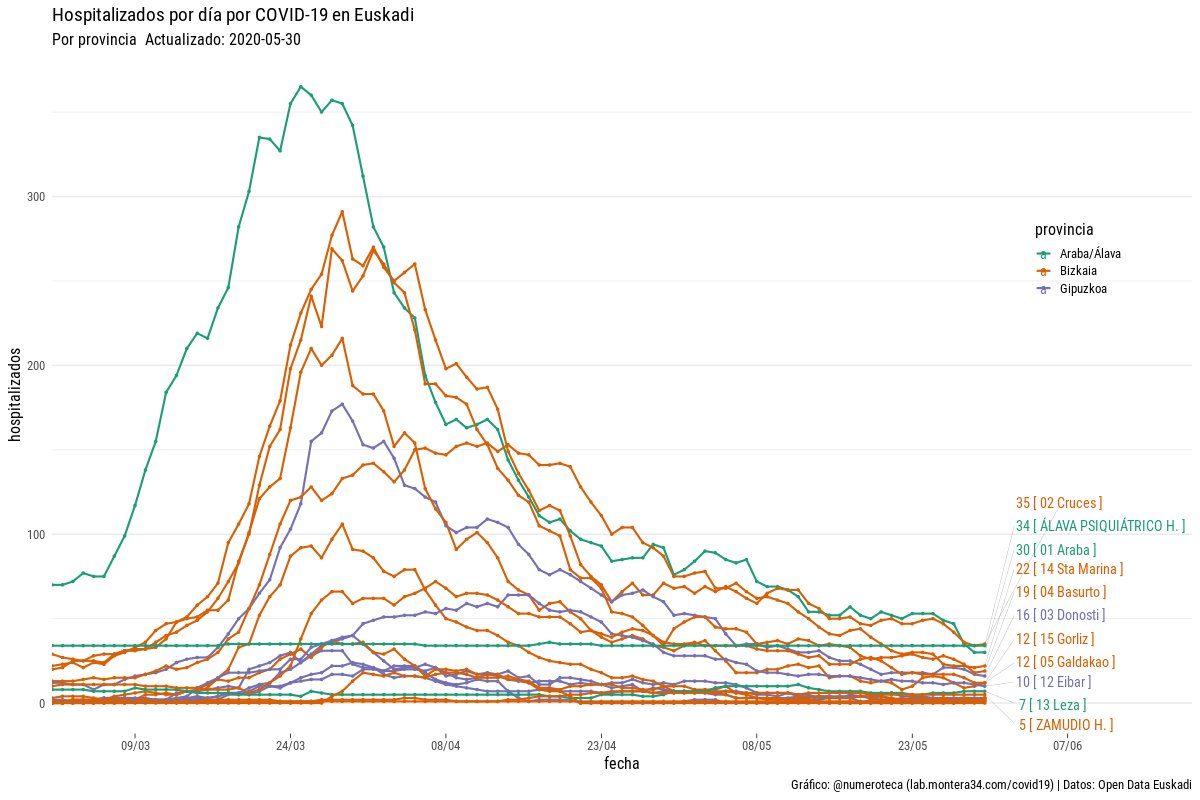 Hospitalizados por día por COVID-19 en Euskadi
Por provincia  Actualizado: 2020-05-30
hospitalizados
300
200
100
0
provincia
Araba/Álava
Bizkaia
Gipuzkoa
35 [ 02 Cruces ]
34 [ ÁLAVA PSIQUIÁTRICO H. ]
30 [ 01 Araba ]
22 [ 14 Sta Marina ]
19 [ 04 Basurto ]
16 [ 03 Donosti ]
12 [ 15 Gorliz ]
12 [ 05 Galdakao ]
10 [ 12 Eibar ]
7 [ 13 Leza ]
5 [ ZAMUDIO H. ]
09/03 24/03 08/04 23/04 08/05 23/05 07/06
fecha
Gráfico: @numeroteca (lab.montera34.com/covid19) | Datos: Open Data Euskadi